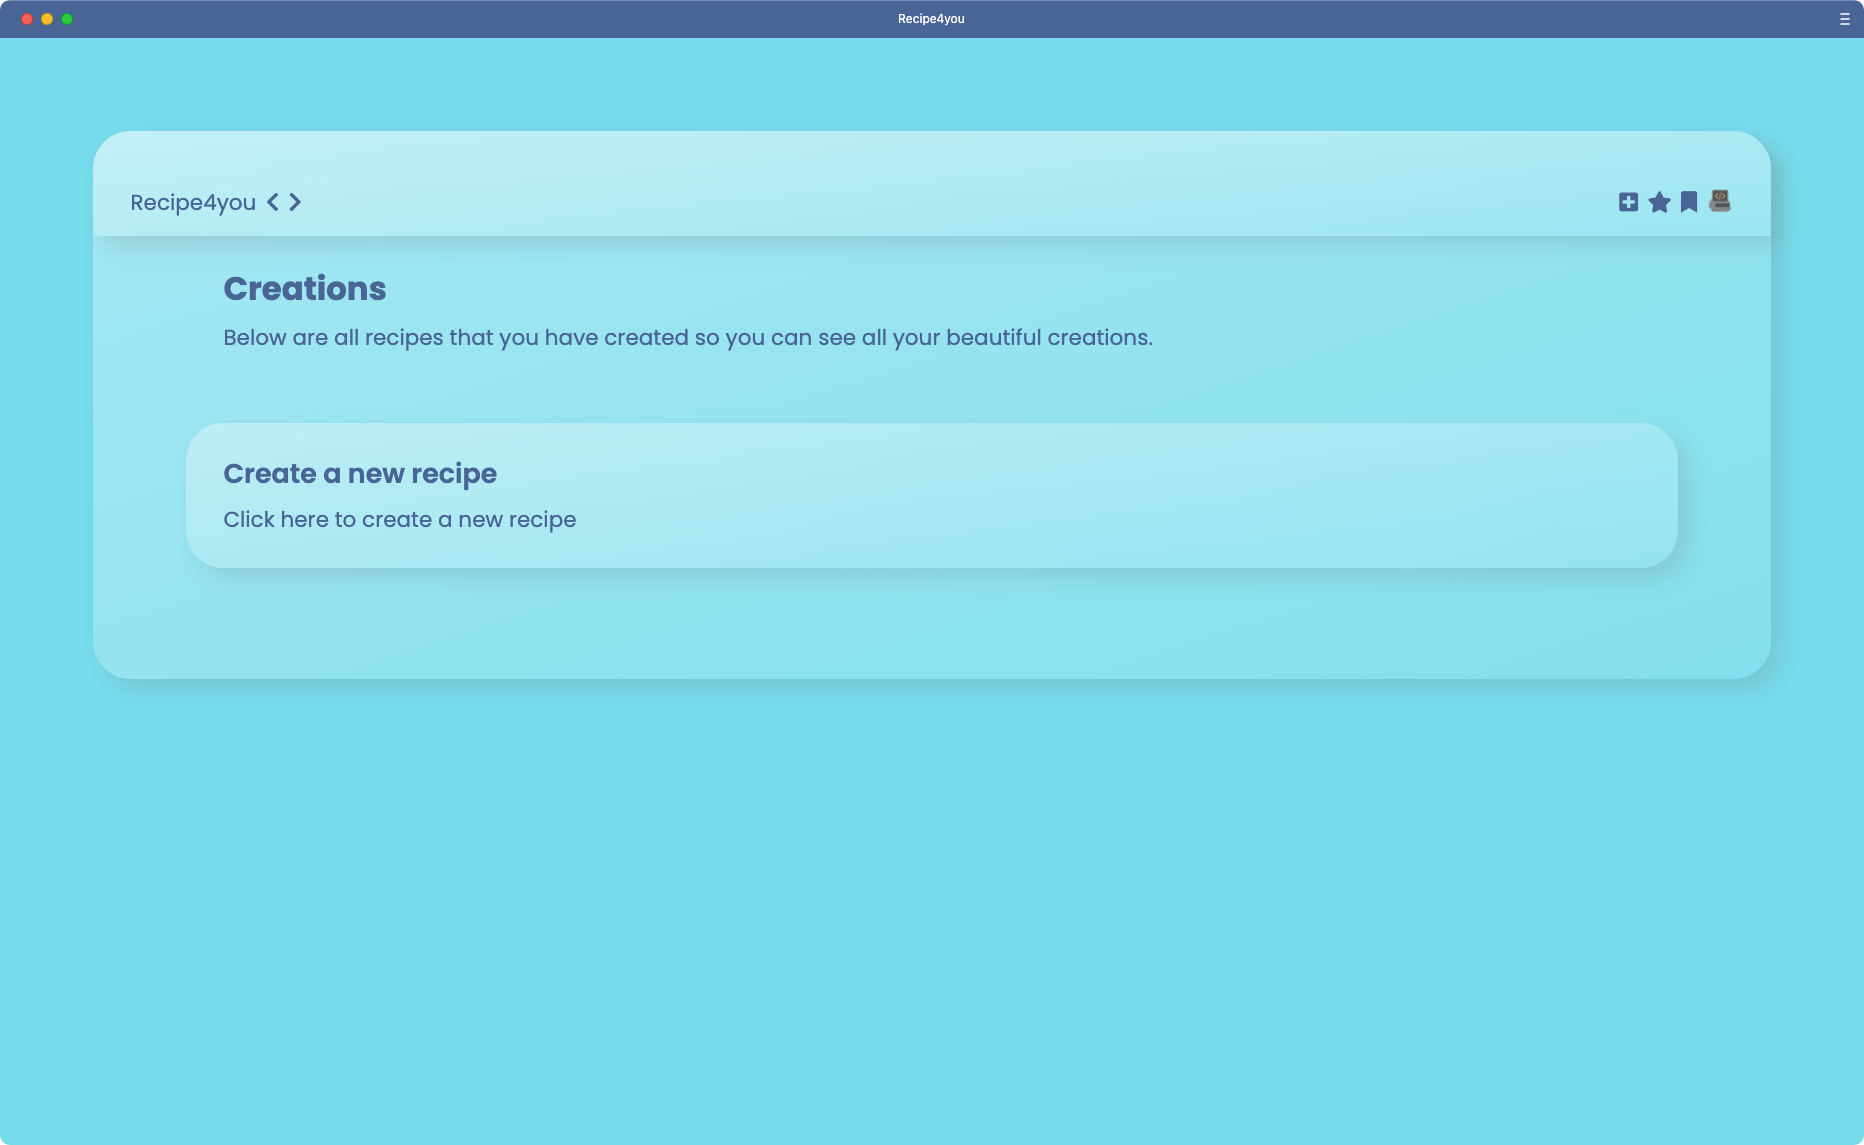 Recipe4you
Recipe4you
Creations
Below are all recipes that you have created so you can see all your beautiful creations.
Create a new recipe
Click here to create a new recipe